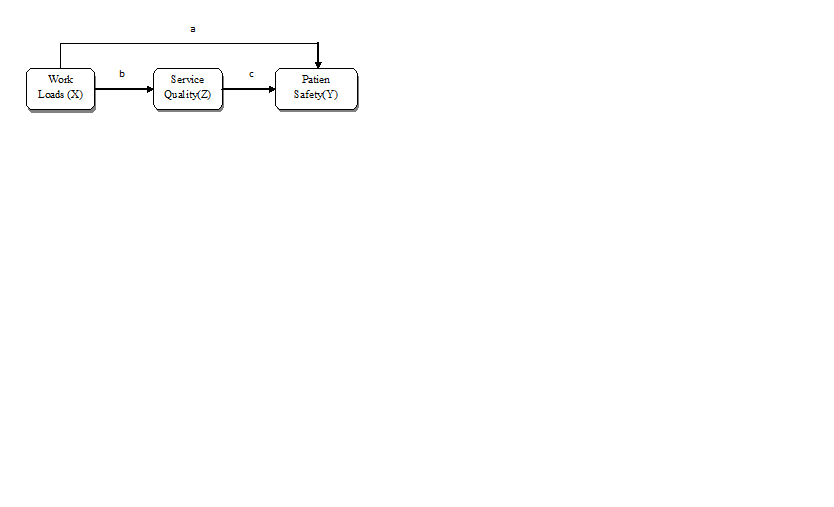 a
Work
Loads (X)
b
Service
Quality(Z)
c
Patien
Safety(Y)